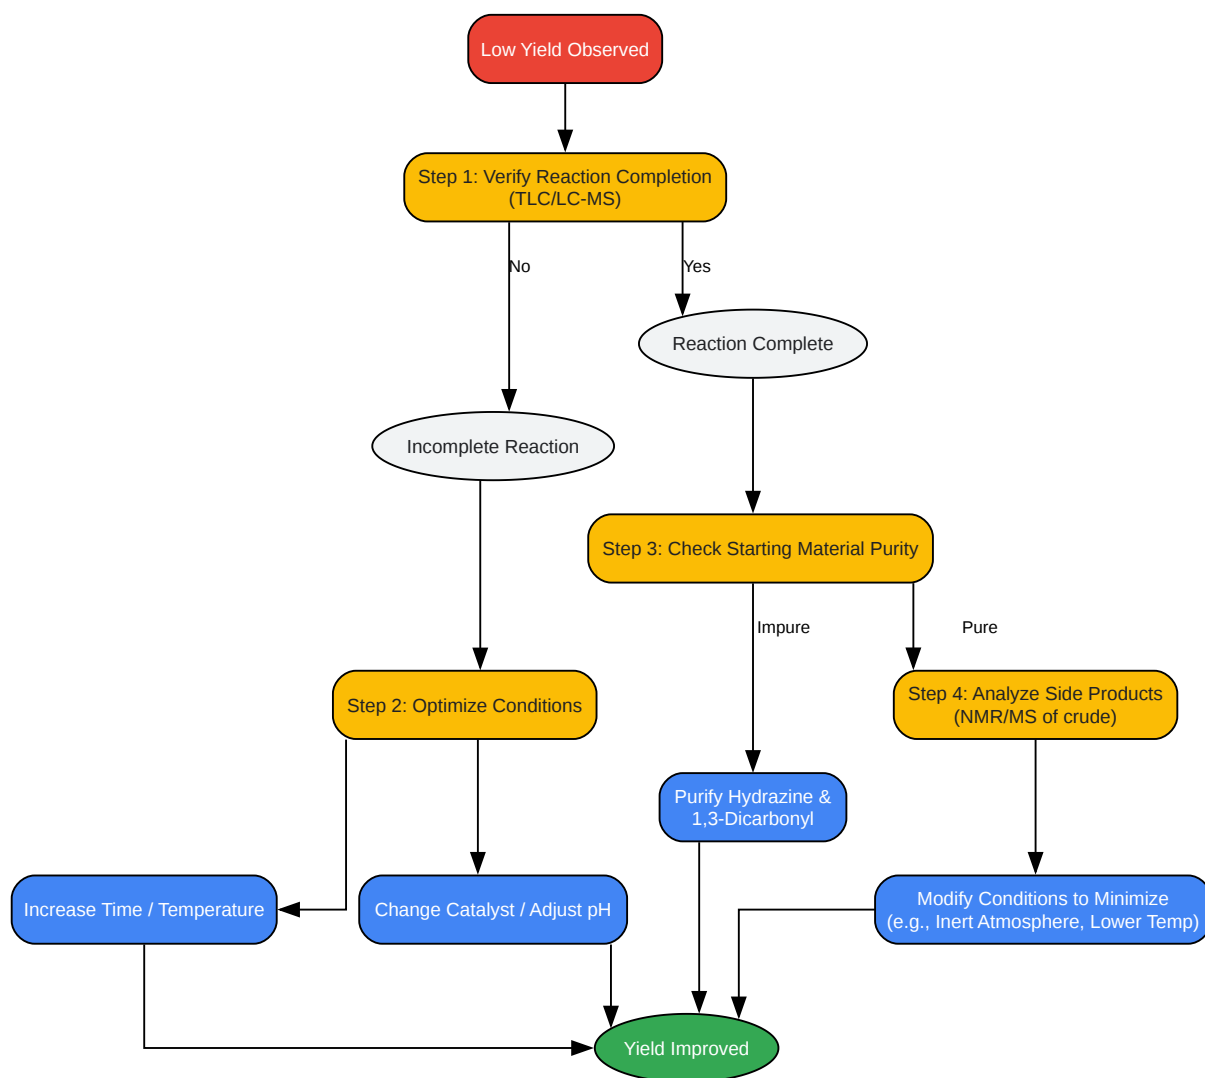 Low Yield Observed
Step 1: Verify Reaction Completion
(TLC/LC-MS)
No
Yes
Reaction Complete
Incomplete Reaction
Step 3: Check Starting Material Purity
Impure
Pure
Step 2: Optimize Conditions
Step 4: Analyze Side Products
(NMR/MS of crude)
Purify Hydrazine &
1,3-Dicarbonyl
Increase Time / Temperature
Change Catalyst / Adjust pH
Modify Conditions to Minimize
(e.g., Inert Atmosphere, Lower Temp)
Yield Improved